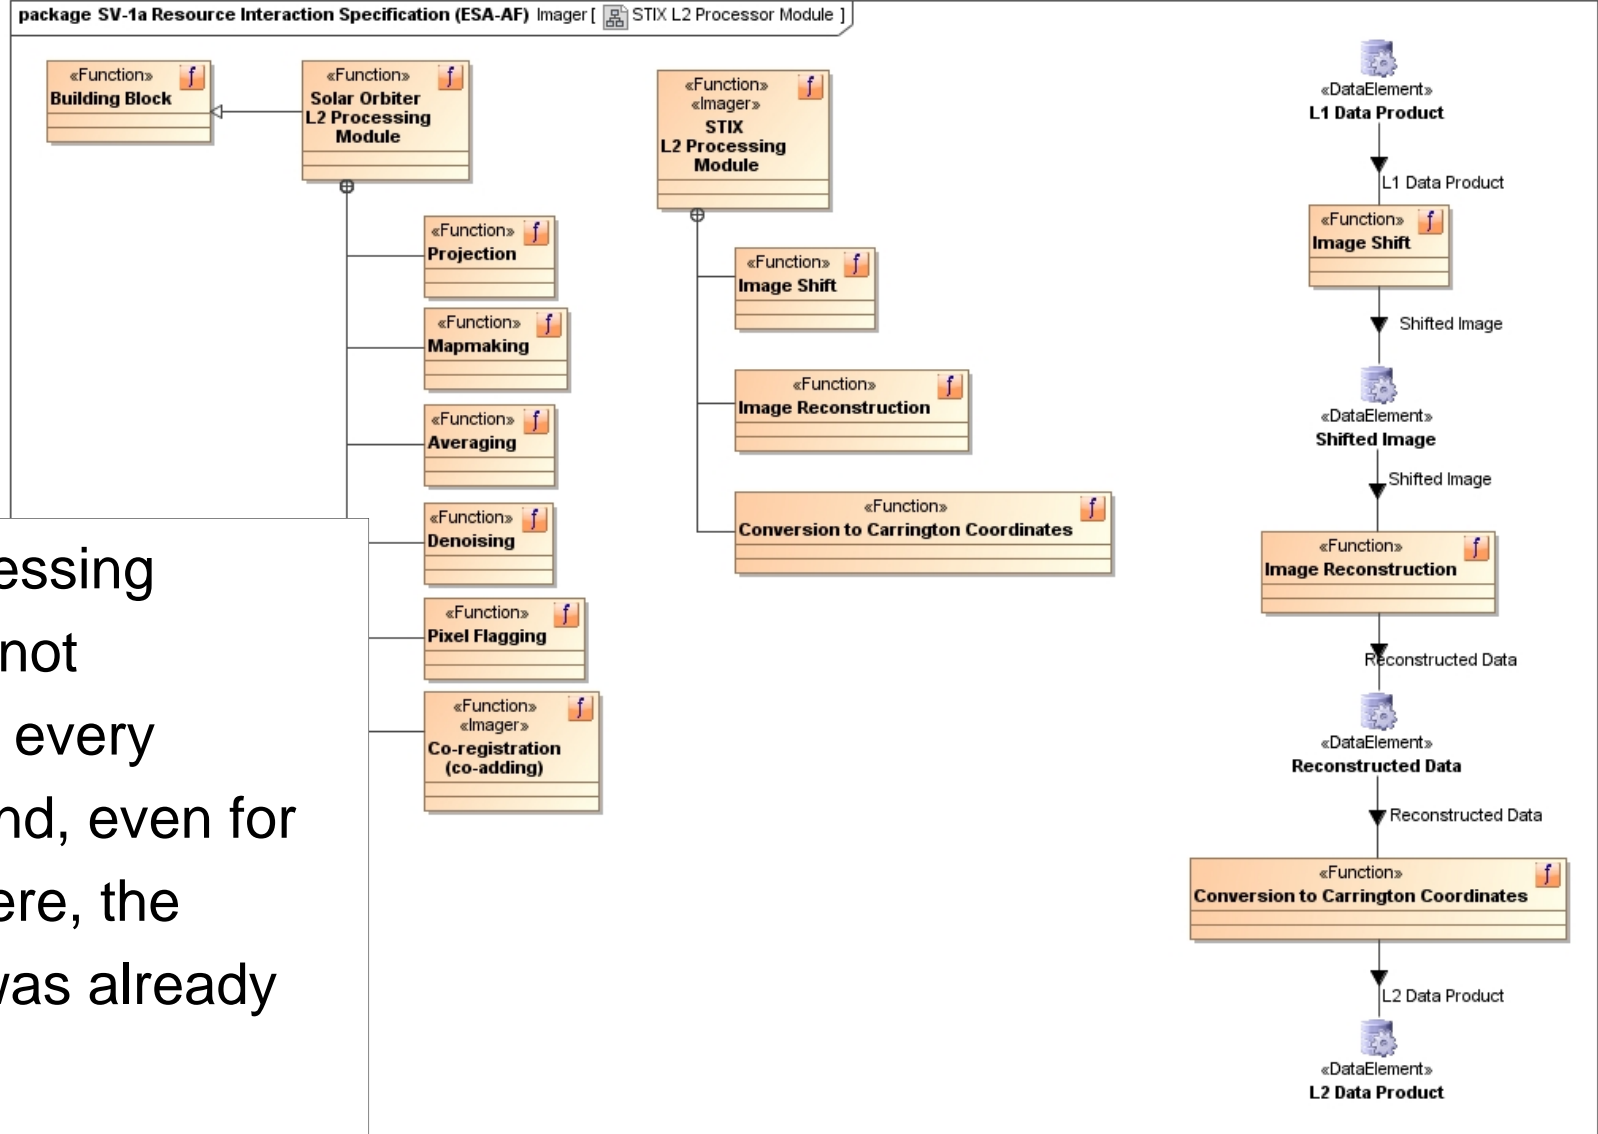 package SV-1a Resource Interaction Specification (ESA-AF) Imager [ STIX L2 Processor Module ]
«Function»
Building Block
«Function»
Solar Orbiter
L2 Processing
Module
«Function»
Projection
«Function»
Mapmaking
«Function»
Averaging
«Function»
Denoising
«Function»
Pixel Flagging
«Function»
«Imager»
Co-registration
(co-adding)
«Function»
«Imager»
STIX
L2 Processing
Module
«Function»
Image Shift
«Function»
Image Reconstruction
«Function»
Conversion to Carrington Coordinates
«DataElement»
L1 Data Product
L1 Data Product
«Function»
Image Shift
Shifted Image
«DataElement»
Shifted Image
Shifted Image
«Function»
Image Reconstruction
Reconstructed Data
«DataElement»
Reconstructed Data
Reconstructed Data
«Function»
Conversion to Carrington Coordinates
L2 Data Product
«DataElement»
L2 Data Product
essing
not
every
nd, even for
ere, the
was already